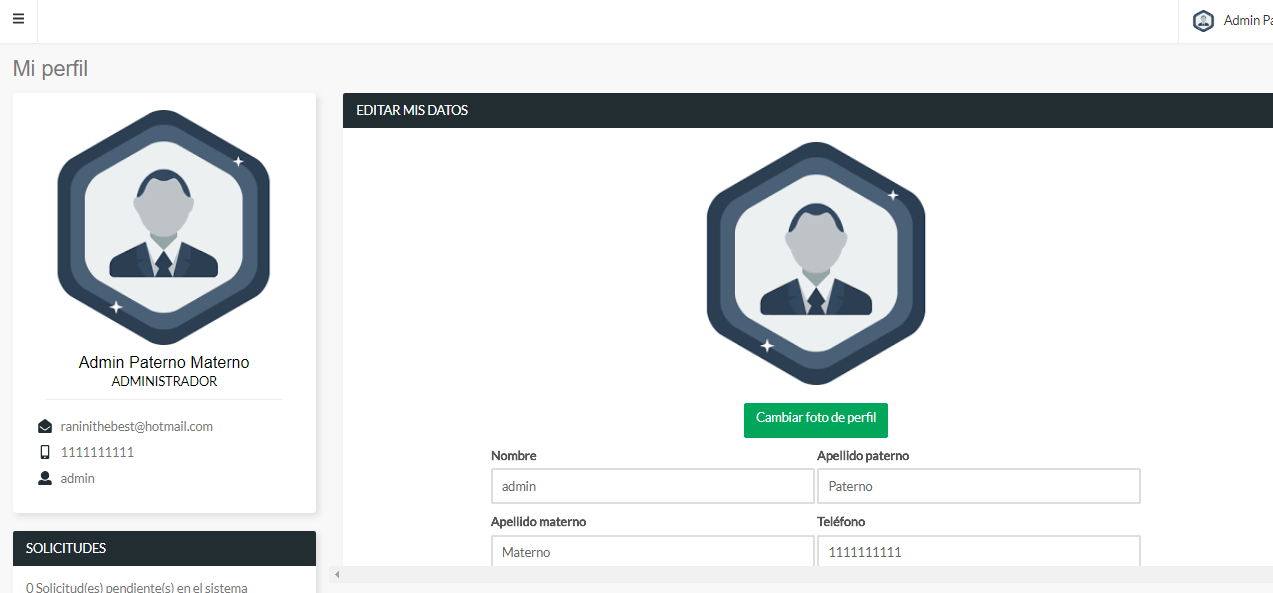 Admin Pa
Mi perfil
Admin Paterno Materno
ADMINISTRADOR
raninithebest@hotmail.com
1111111111
admin
SOLICITUDES
0 Solicitud(es) pendiente(s) en el sistema
EDITAR MIS DATOS
Cambiar foto de perfil
Nombre
Apellido paterno
admin
Paterno
Apellido materno
Teléfono
Materno
1111111111